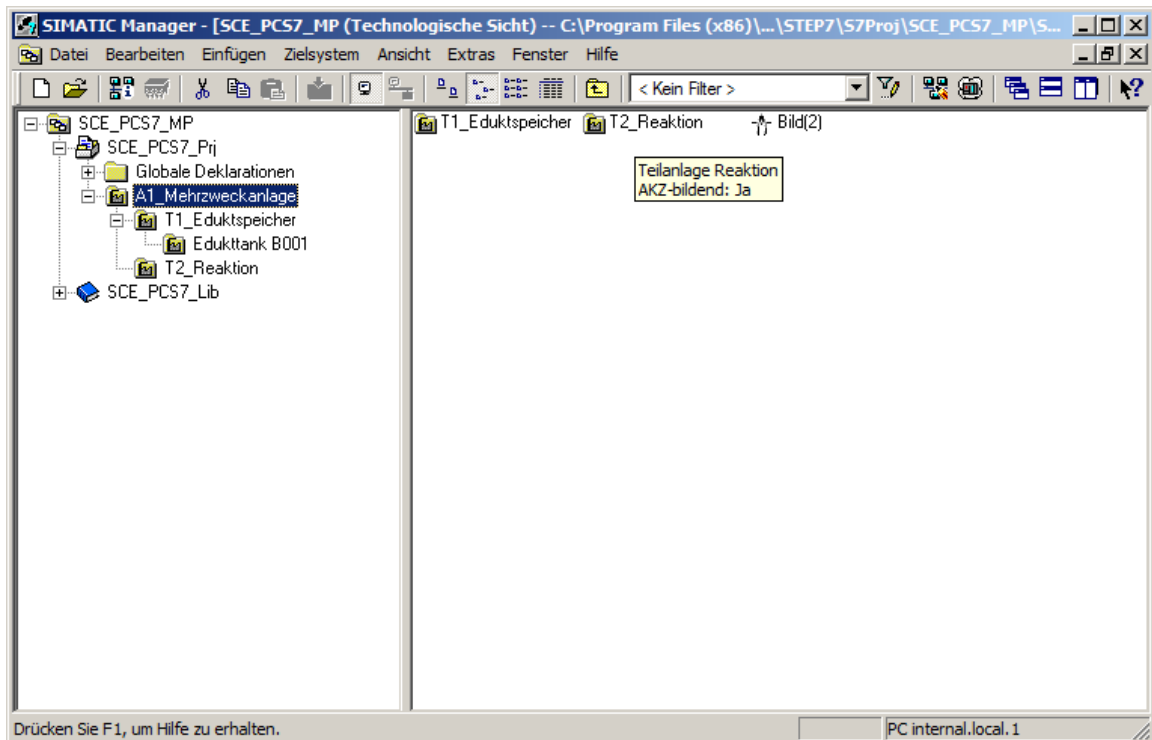 SIMATIC Manager - [SCE_PCS7_MP (Technologische Sicht) -- C:\Program Files (x86)\...\STEP7\S7Proj\SCE_PCS7_MP\S...
Datei Bearbeiten Einfügen Zielsystem Ansicht Extras Fenster Hilfe
< Kein Filter >
SCE_PCS7_MP
SCE_PCS7_Prj
Globale Deklarationen
A1_Mehrzweckanlage
T1_Eduktspeicher
Edukttank B001
T2_Reaktion
SCE_PCS7_Lib
T1_Eduktspeicher T2_Reaktion Bild(2)
Teilanlage Reaktion
AKZ-bildend: Ja
Drücken Sie F1, um Hilfe zu erhalten. PC internal.local.1